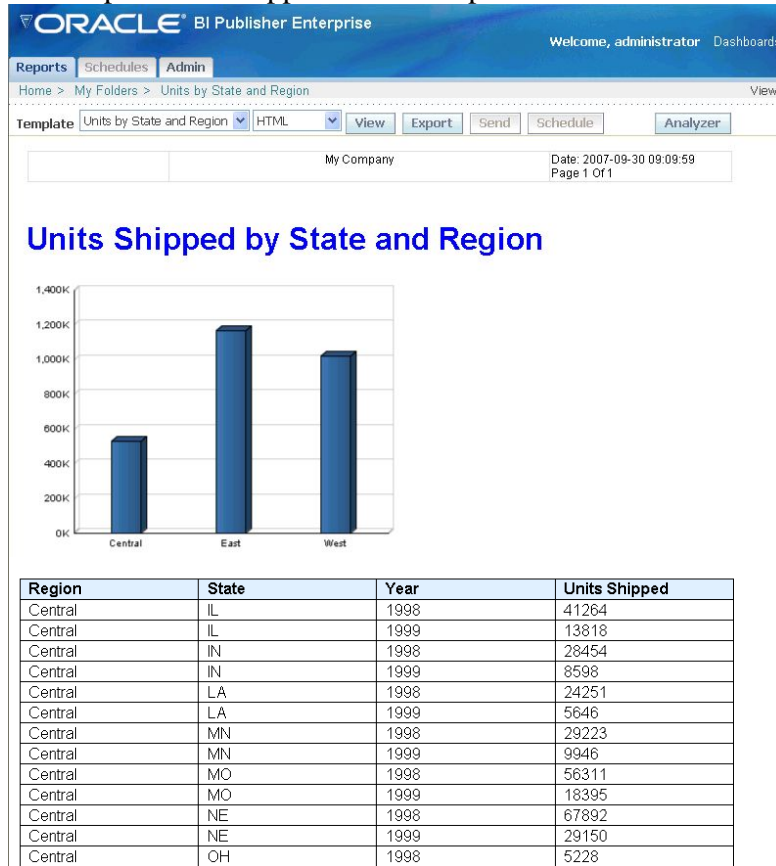 ORACLE® BI Publisher Enterprise
Welcome, administrator Dashboards
Reports Schedules Admin
Home > My Folders > Units by State and Region View
Template Units by State and Region HTML View Export Send Schedule Analyzer
My Company Date: 2007-09-30 09:09:59
Page 1 Of 1
Units Shipped by State and Region
1,400K
1,200K
1,000K
800K
600K
400K
200K
0K
Central East West
Region State Year Units Shipped
Central IL 1998 41264
Central IL 1999 13818
Central IN 1998 28454
Central IN 1999 8598
Central LA 1998 24251
Central LA 1999 5646
Central MN 1998 29223
Central MN 1999 9946
Central MO 1998 56311
Central MO 1999 18395
Central NE 1998 67892
Central NE 1999 29150
Central OH 1998 5228